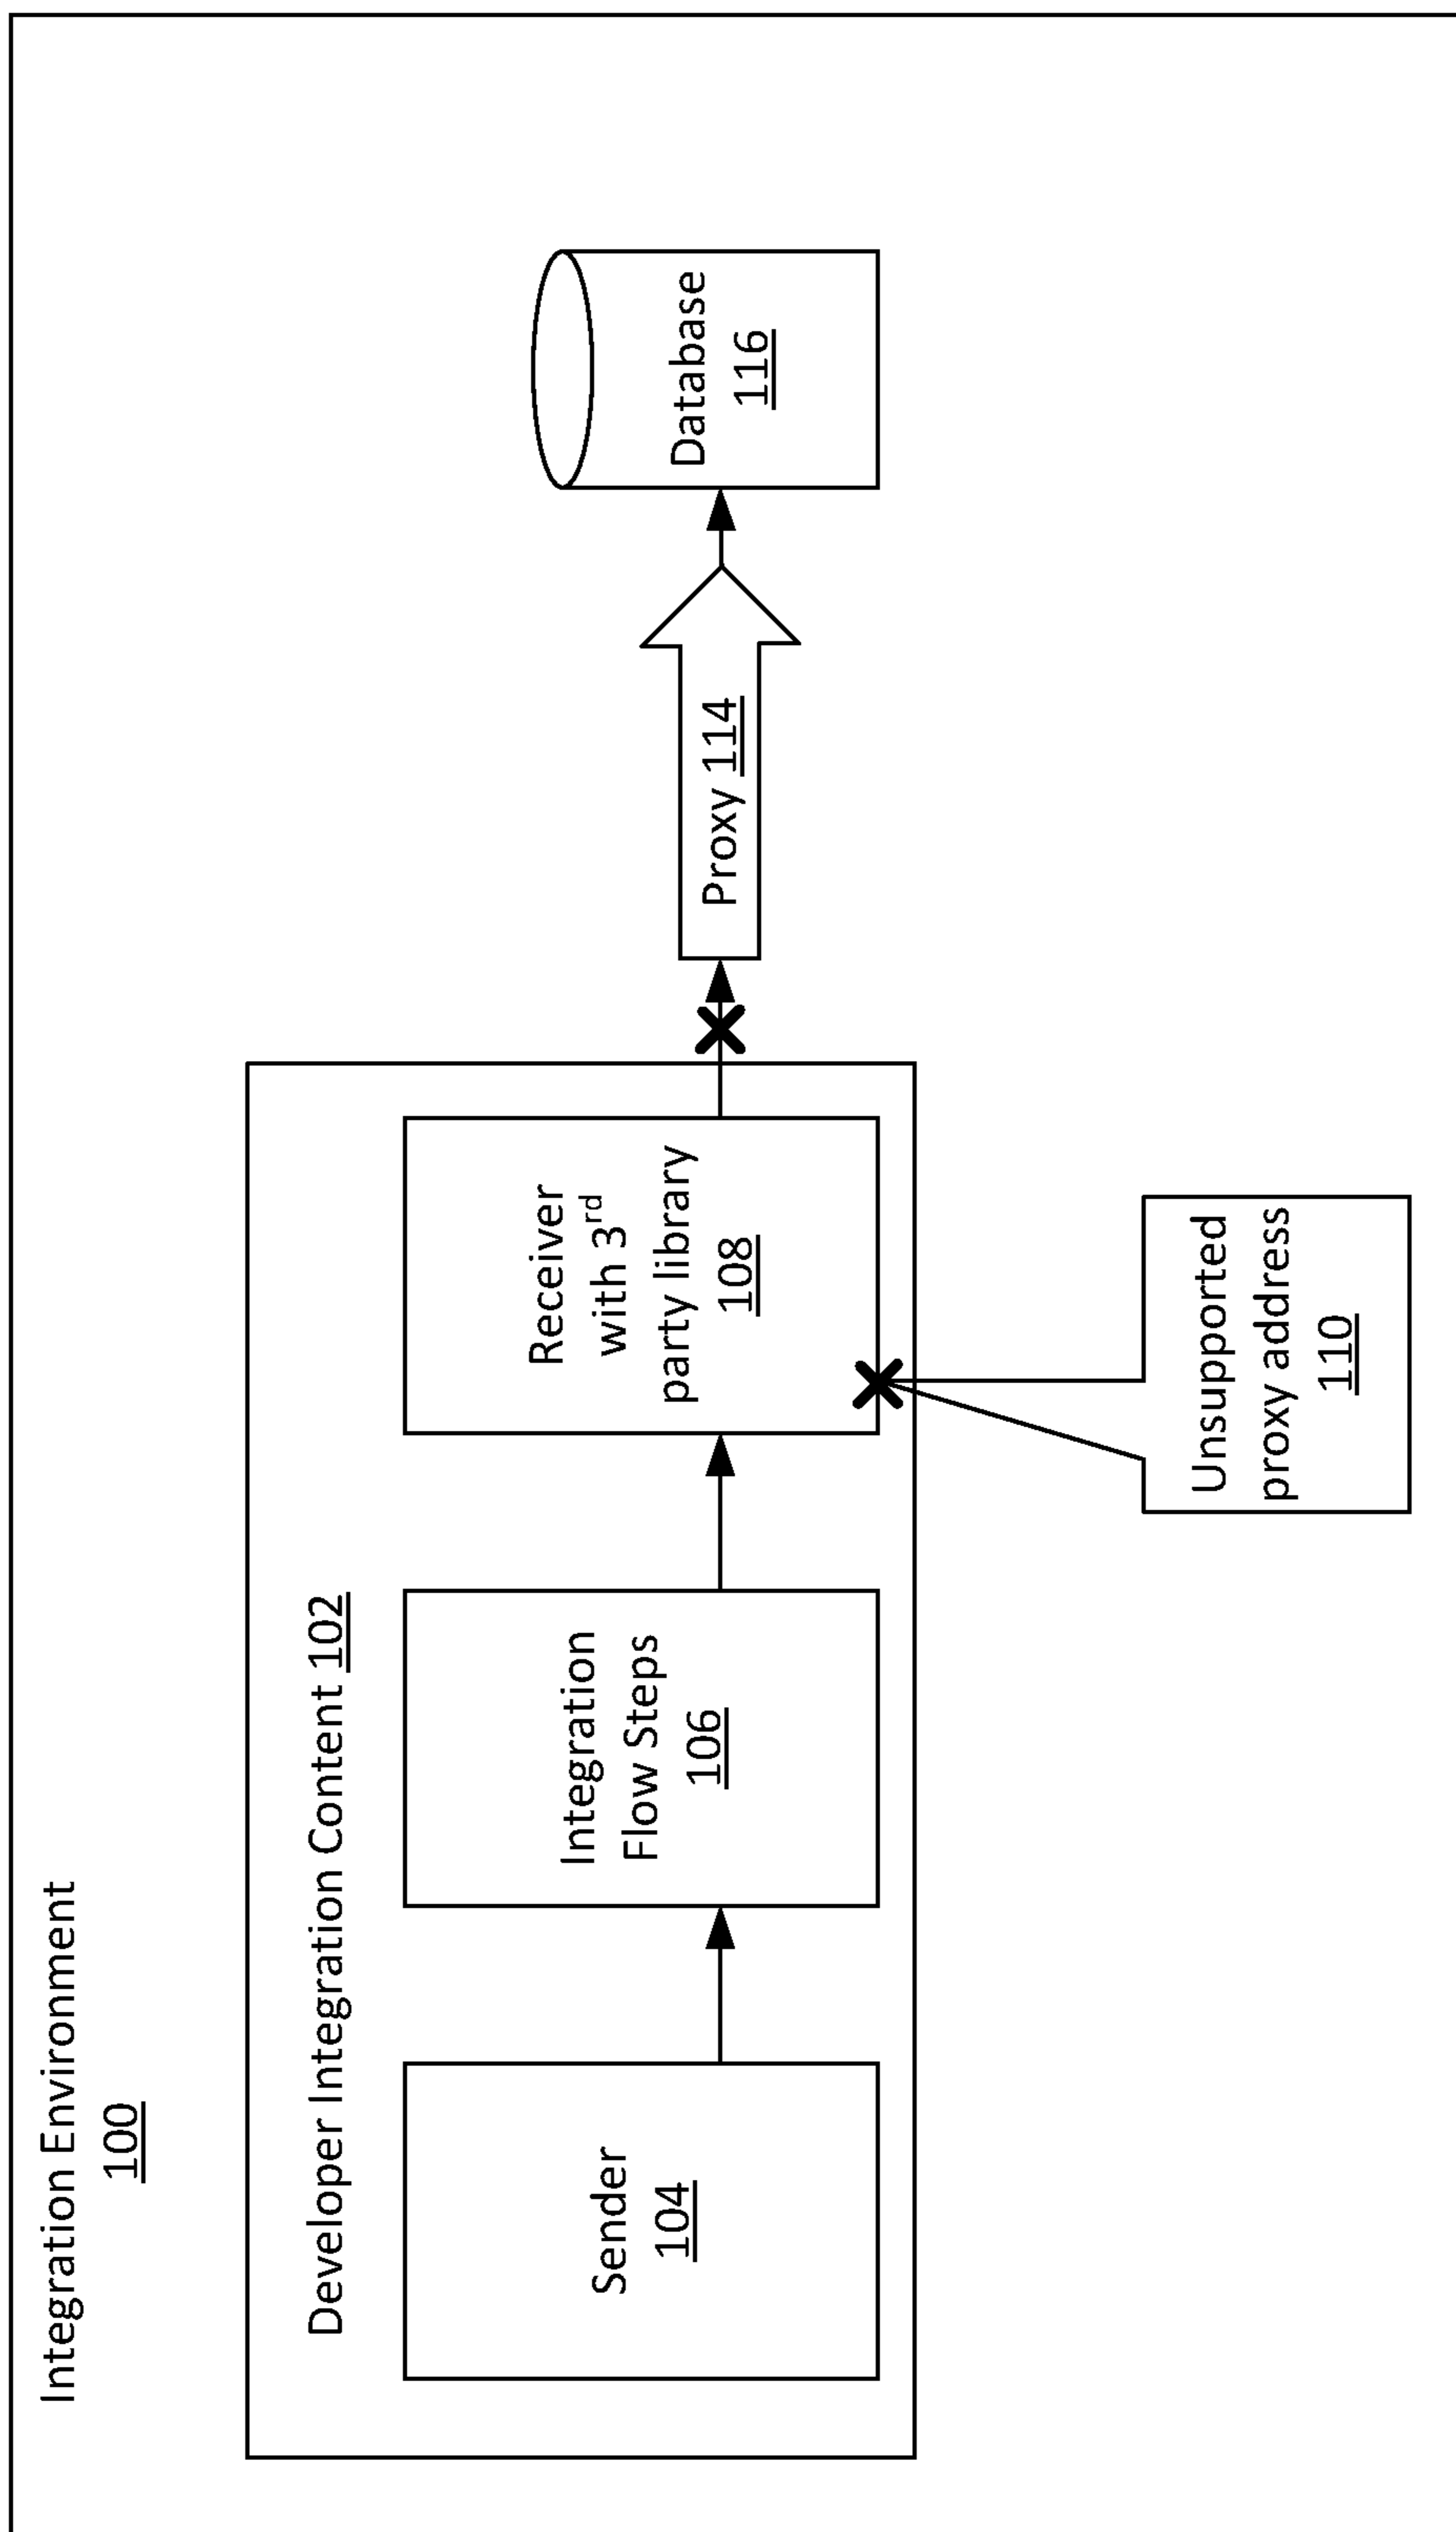 Integration Environment
100
Developer Integration Content 102
Sender
104
Integration
Flow Steps
106
Receiver
with 3rd
party library
108
Proxy 114
Database
116
Unsupported
proxy address
110